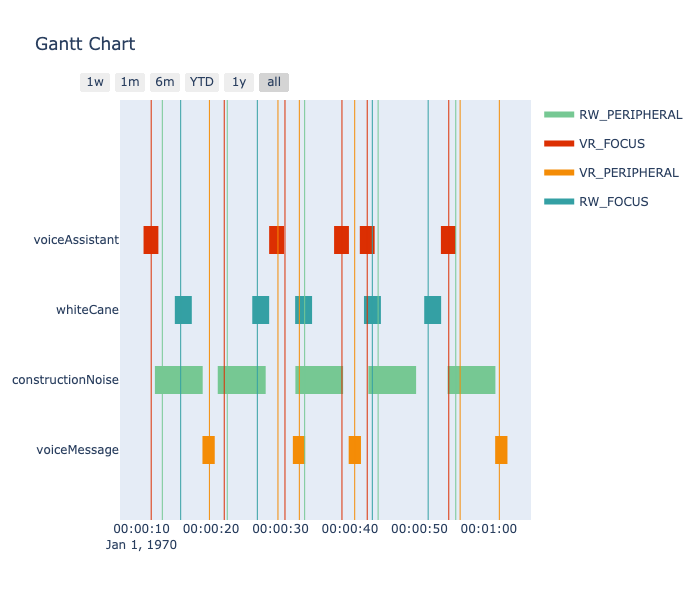 Gantt Chart
1w 1m 6m YTD 1y all
RW_PERIPHERAL
VR_FOCUS
VR_PERIPHERAL
RW_FOCUS
voiceAssistant
whiteCane
constructionNoise
voiceMessage
00:00:10 00:00:20 00:00:30 00:00:40 00:00:50 00:01:00
Jan 1, 1970